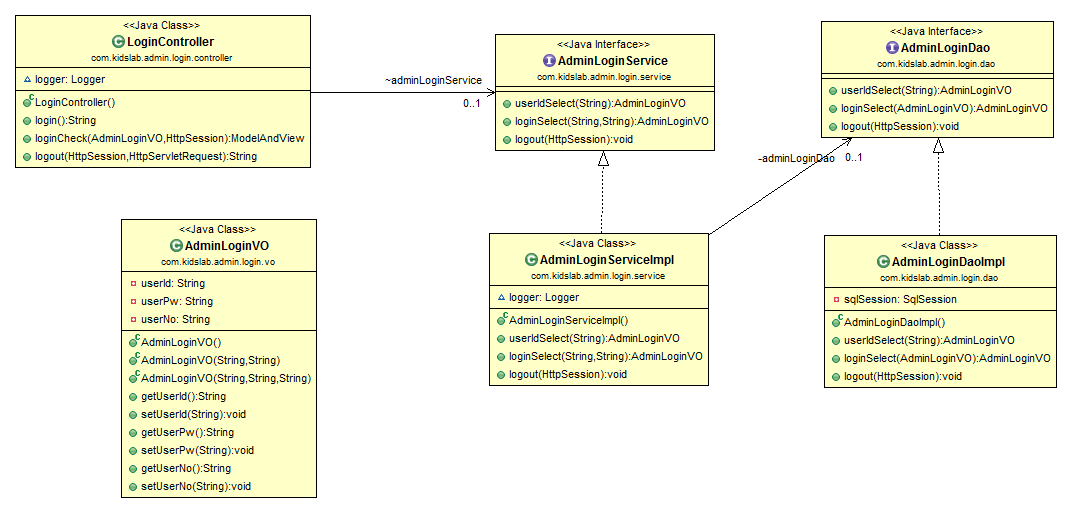 <<Java Class>>
LoginController
com.kidslab.admin.login.controller
logger: Logger
LoginController()
login():String
loginCheck(AdminLoginVO,HttpSession):ModelAndView
logout(HttpSession,HttpServletRequest):String
~adminLoginService
0..1
<<Java Interface>>
AdminLoginService
com.kidslab.admin.login.service
userIdSelect(String):AdminLoginVO
loginSelect(String,String):AdminLoginVO
logout(HttpSession):void
<<Java Interface>>
AdminLoginDao
com.kidslab.admin.login.dao
userIdSelect(String):AdminLoginVO
loginSelect(AdminLoginVO):AdminLoginVO
logout(HttpSession):void
-adminLoginDao
0..1
<<Java Class>>
AdminLoginVO
com.kidslab.admin.login.vo
userId: String
userPw: String
userNo: String
AdminLoginVO()
AdminLoginVO(String,String)
AdminLoginVO(String,String,String)
getUserId():String
setUserId(String):void
getUserPw():String
setUserPw(String):void
getUserNo():String
setUserNo(String):void
<<Java Class>>
AdminLoginServiceImpl
com.kidslab.admin.login.service
logger: Logger
AdminLoginServiceImpl()
userIdSelect(String):AdminLoginVO
loginSelect(String,String):AdminLoginVO
logout(HttpSession):void
<<Java Class>>
AdminLoginDaoImpl
com.kidslab.admin.login.dao
sqlSession: SqlSession
AdminLoginDaoImpl()
userIdSelect(String):AdminLoginVO
loginSelect(AdminLoginVO):AdminLoginVO
logout(HttpSession):void